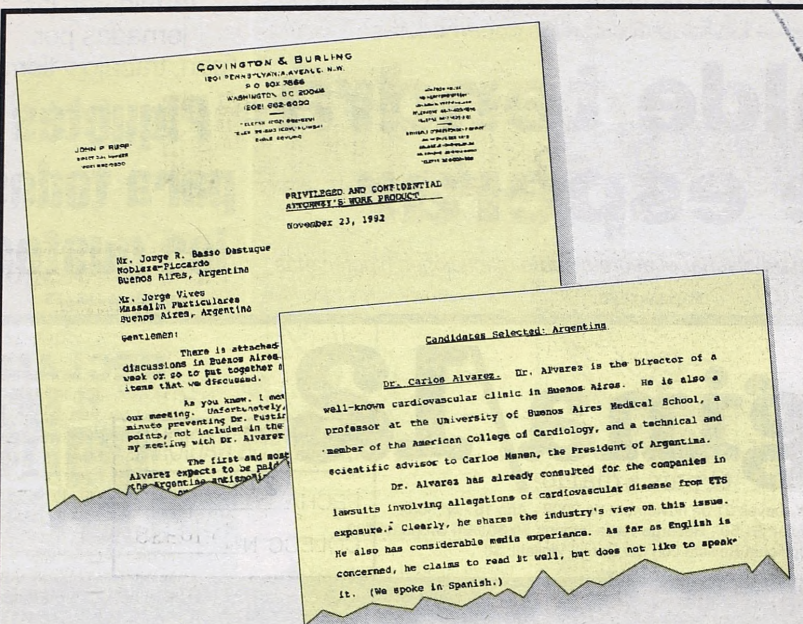 COVINGTON & BURLING
1201 PENNSYLVANIA AVENUE, N.W.
P O BOX 7566
WASHINGTON, D.C. 20044
(202) 662-6000
JOHN P RUPP
PRIVILEGED AND CONFIDENTIAL
ATTORNEY'S WORK PRODUCT
November 23, 1992
Mr. Jorge R. Basso Dastugue
Nobleza-Piccardo
Buenos Aires, Argentina
Mr. Jorge Vives
Massalin Particulares
Buenos Aires, Argentina
Gentlemen:
There is attached
discussions in Buenos Aires
week or so to put together
items that we discussed.
As you know, I
our meeting. Unfortunately,
minute preventing Dr.
points, not included in the
my meeting with Dr. Alvarez
The first and most
Alvarez expects to be paid
the Argentine
Candidates Selected: Argentina
Dr. Carlos Alvarez. Dr. Alvarez is the Director of a
well-known cardiovascular clinic in Buenos Aires. He is also a
professor at the University of Buenos Aires Medical School, a
member of the American College of Cardiology, and a technical and
scientific advisor to Carlos Menen, the President of Argentina.
Dr. Alvarez has already consulted for the companies in
lawsuits involving allegations of cardiovascular disease from ETS
exposure. Clearly, he shares the industry's view on this issue.
He also has considerable media experience. As far as English is
concerned, he claims to read it well, but does not like to speak
it. (We spoke in Spanish.)